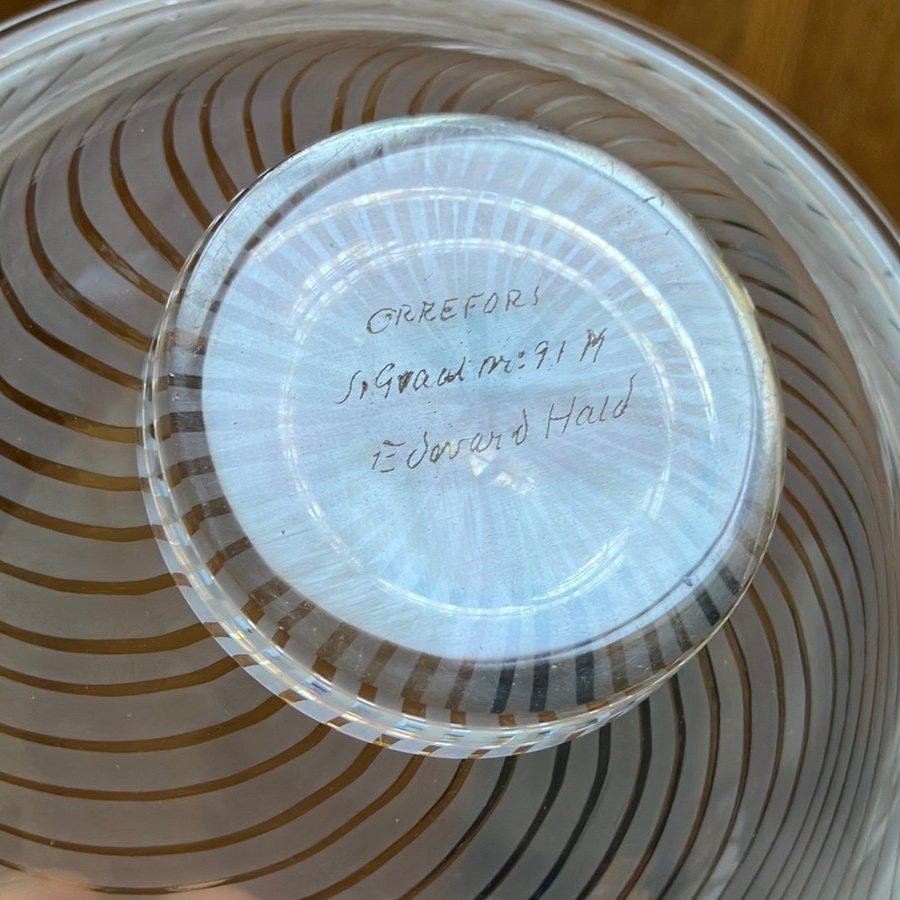 ORREFORS
S. Graal nr: 91 M
Edward Hald